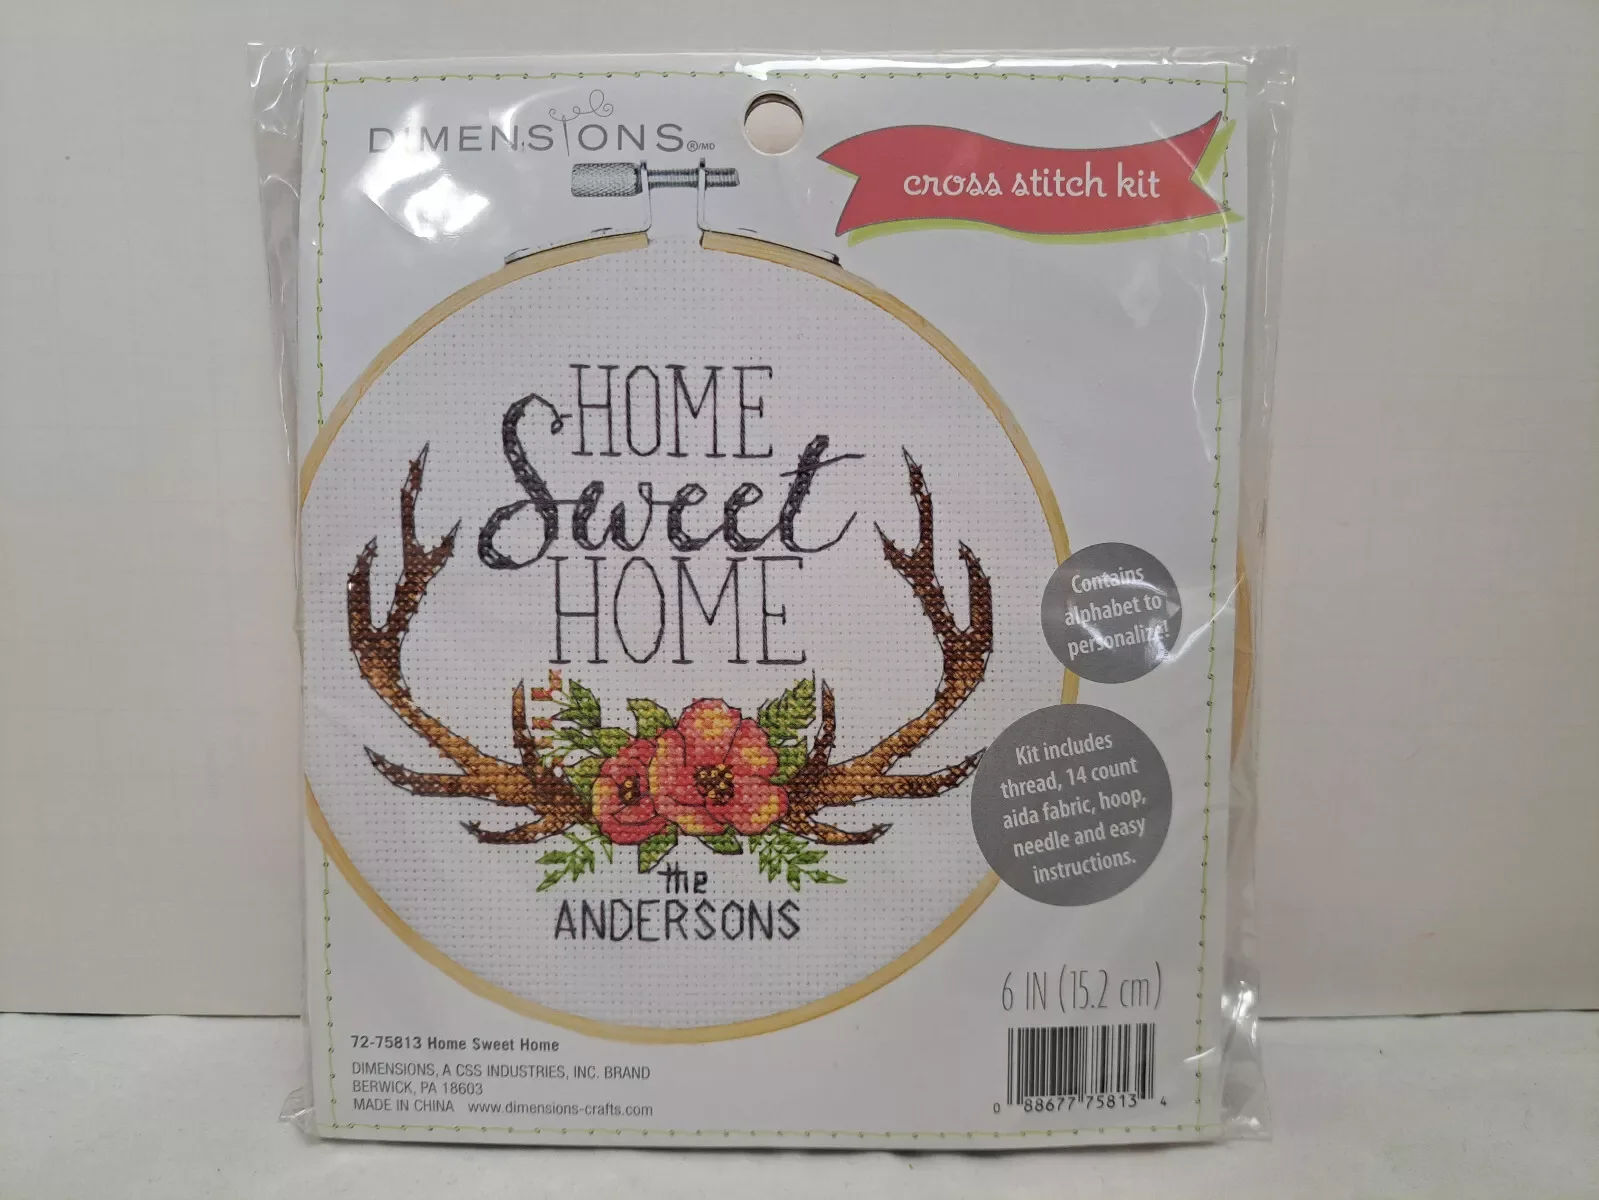 DIMENSIONS®/MD
cross stitch kit
HOME
Sweet
HOME
the
ANDERSONS
Contains
alphabet to
personalize!
Kit includes
thread, 14 count
aida fabric, hoop,
needle and easy
instructions.
6 IN (15.2 cm)
72-75813 Home Sweet Home
DIMENSIONS, A CSS INDUSTRIES, INC. BRAND
BERWICK, PA 18603
MADE IN CHINA www.dimensions-crafts.com
0 88677 75813 4